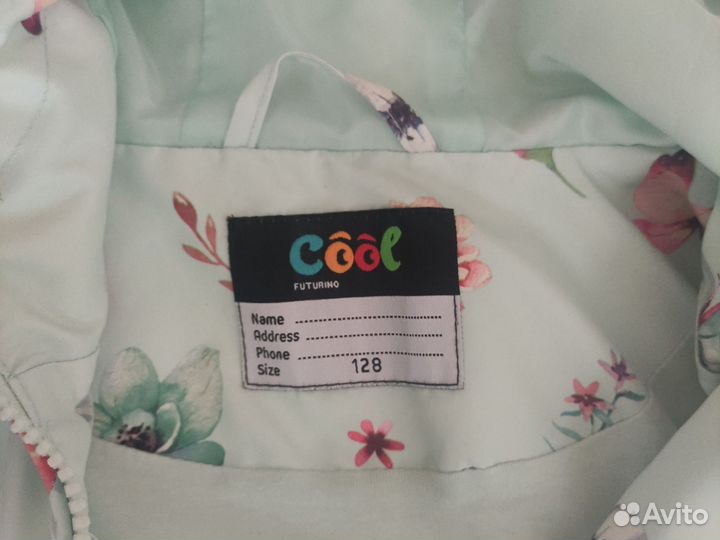 cool
FUTURINO
Name
Address
Phone
Size 128
Avito